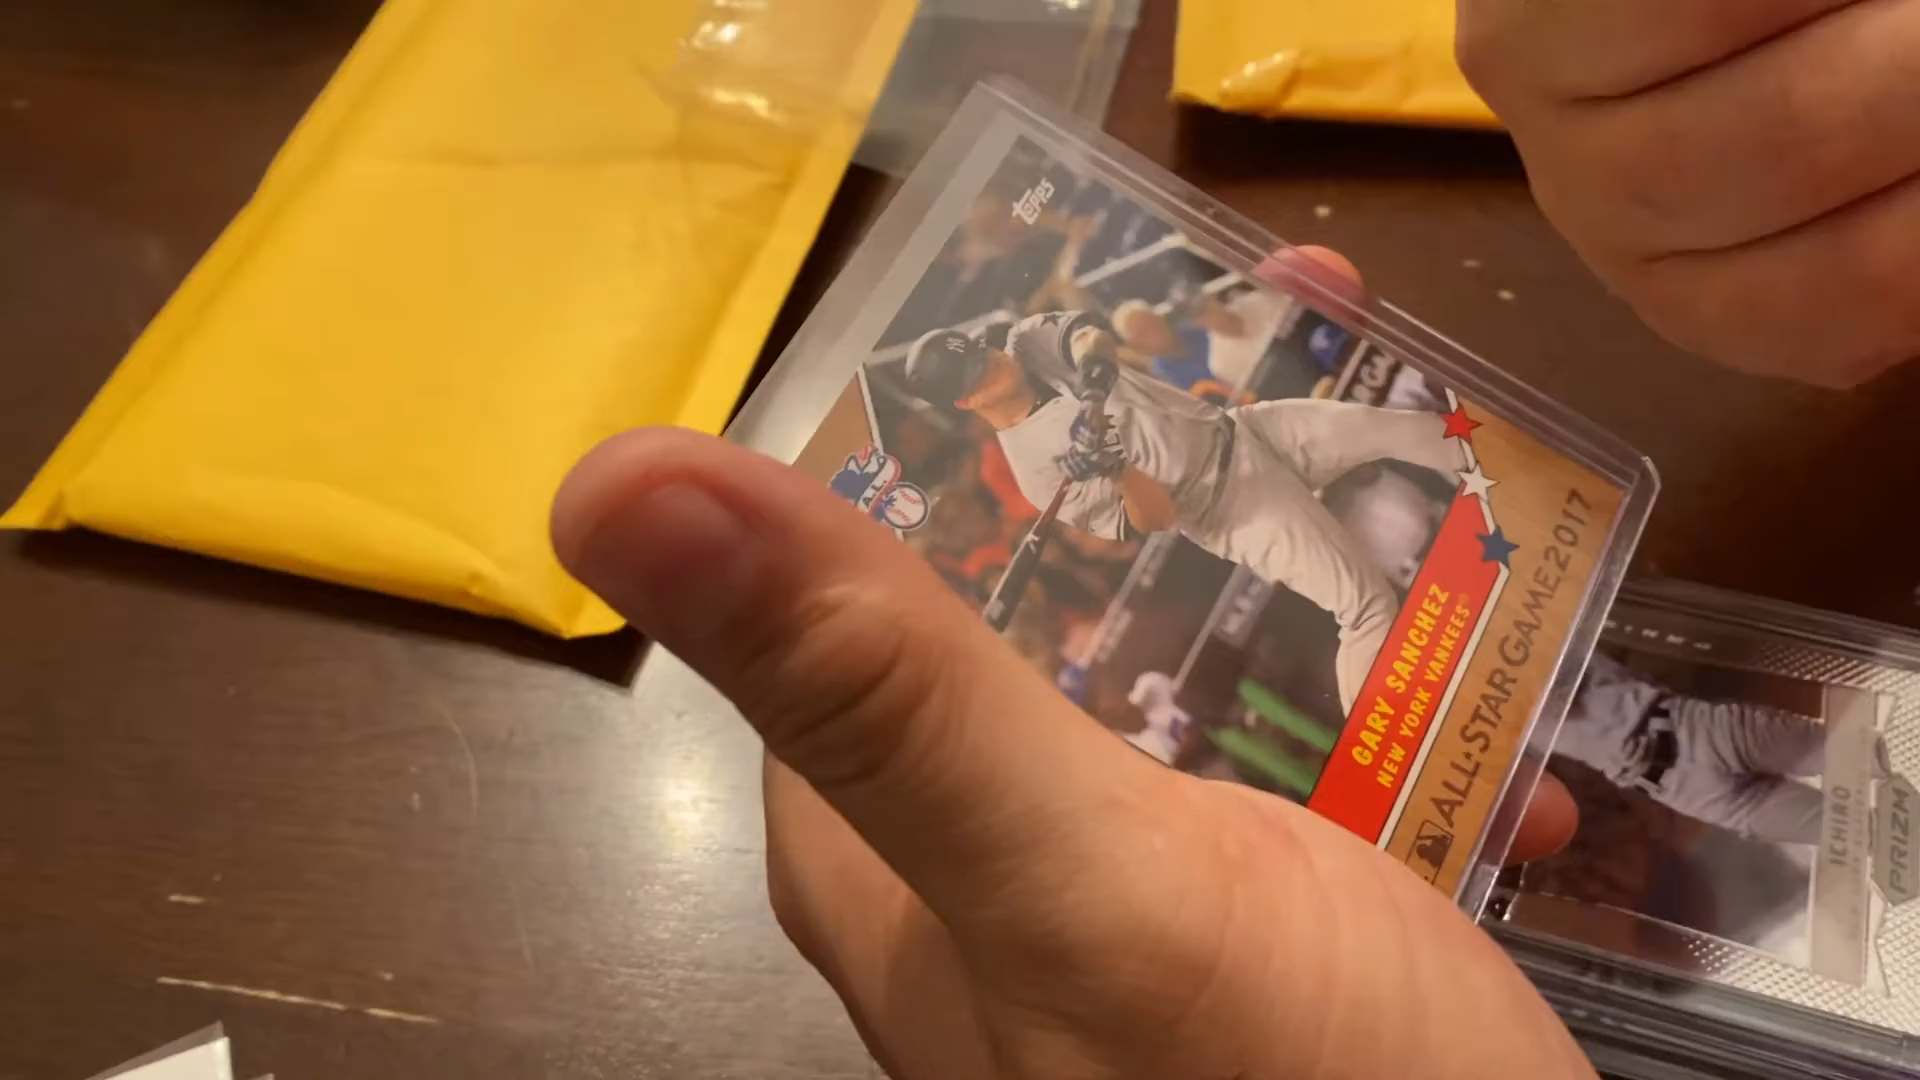 topps
A.L.
GARY SANCHEZ
NEW YORK YANKEES
ALL★STAR GAME 2017
ICHIRO
PRIZM